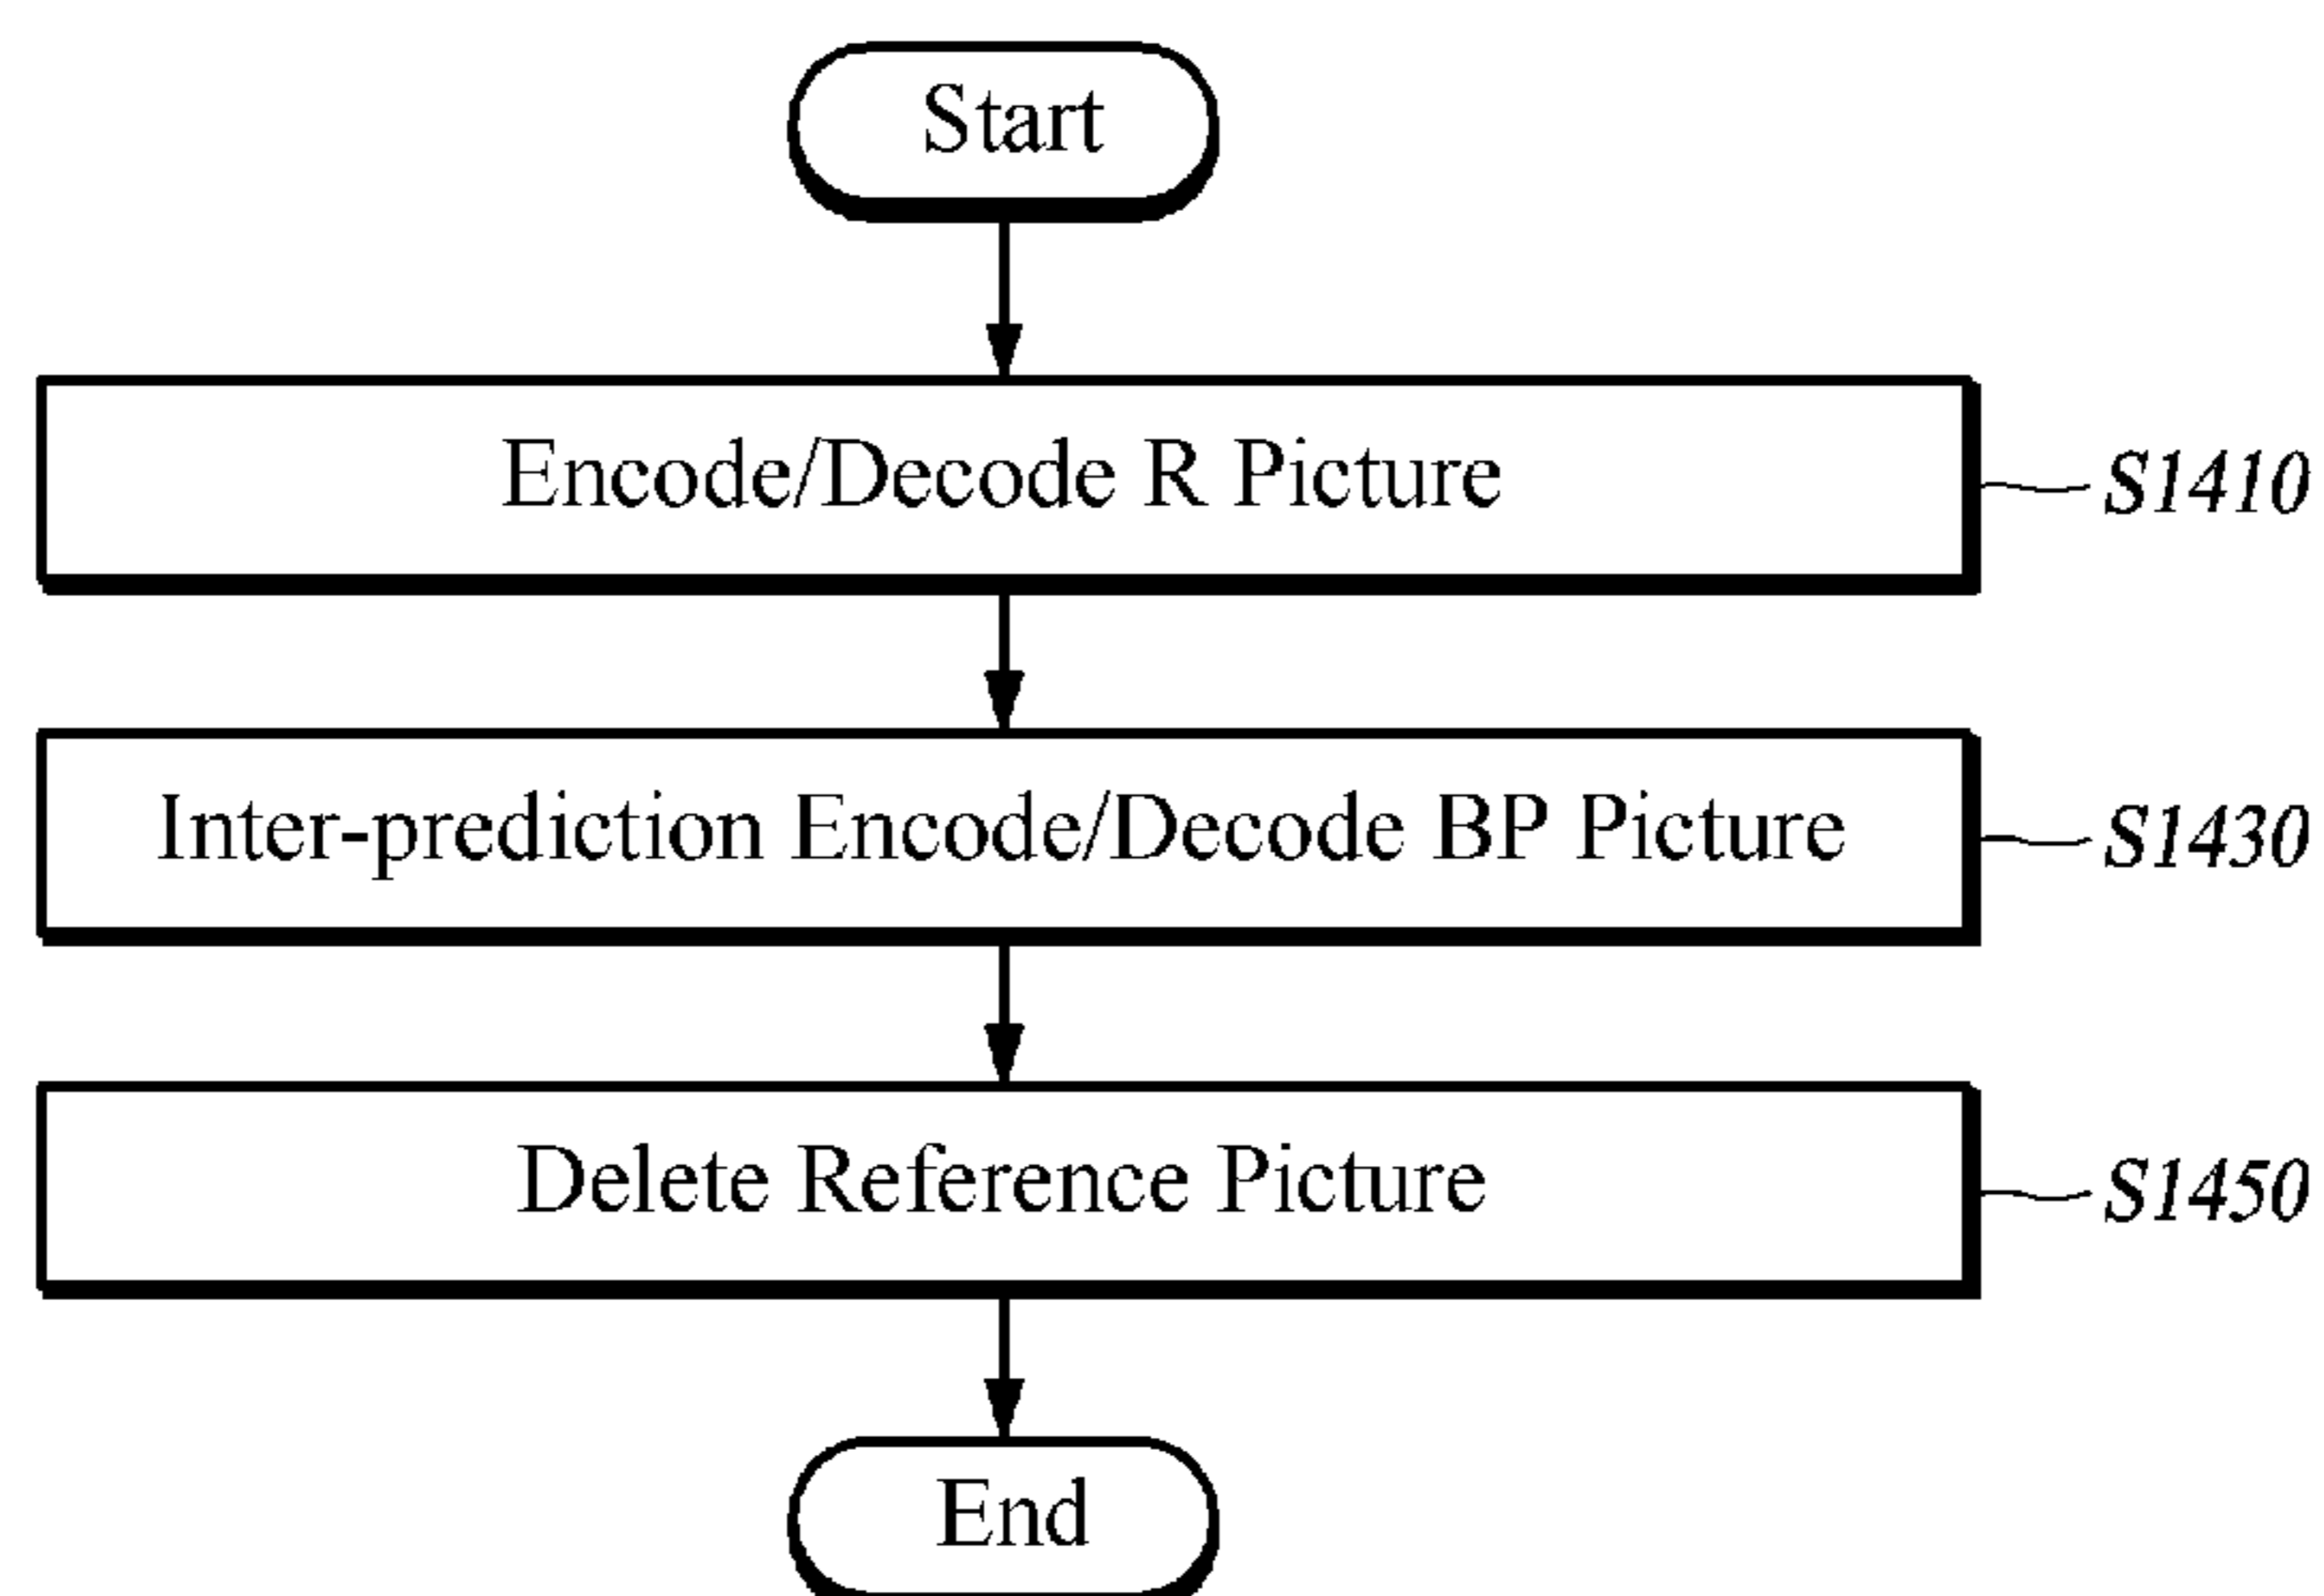 Start
Encode/Decode R Picture
S1410
Inter-prediction Encode/Decode BP Picture
S1430
Delete Reference Picture
S1450
End